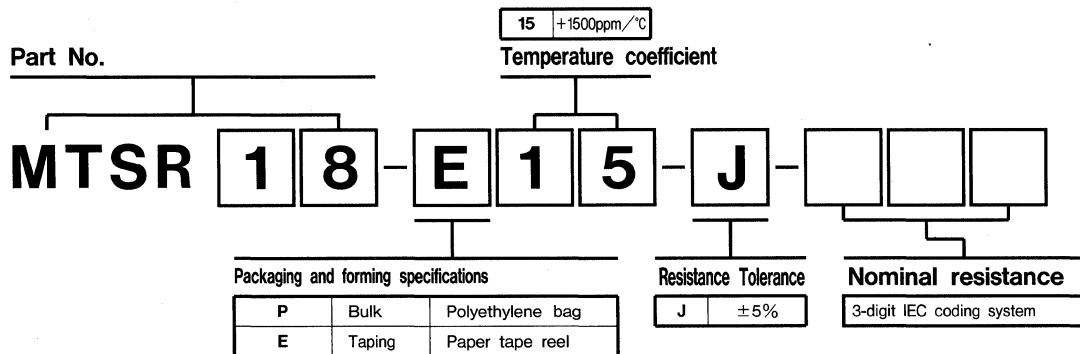 15 +1500ppm/°C
Part No.
Temperature coefficient
MTSR 1 8 - E 1 5 - J -
Packaging and forming specifications
Resistance Tolerance
Nominal resistance
P Bulk Polyethylene bag
E Taping Paper tape reel
J ±5%
3-digit IEC coding system